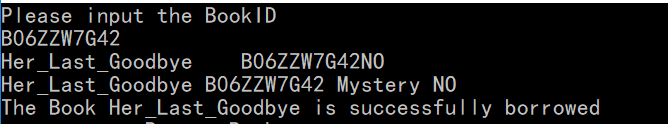 Please input the BookID
B06ZZW7G42
Her_Last_Goodbye    B06ZZW7G42NO
Her_Last_Goodbye B06ZZW7G42 Mystery NO
The Book Her_Last_Goodbye is successfully borrowed